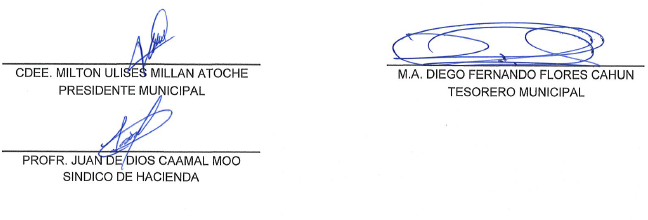 CDEE. MILTON ULISES MILLAN ATOCHE
PRESIDENTE MUNICIPAL
M.A. DIEGO FERNANDO FLORES CAHUN
TESORERO MUNICIPAL
PROFR. JUAN DE DIOS CAAMAL MOO
SINDICO DE HACIENDA